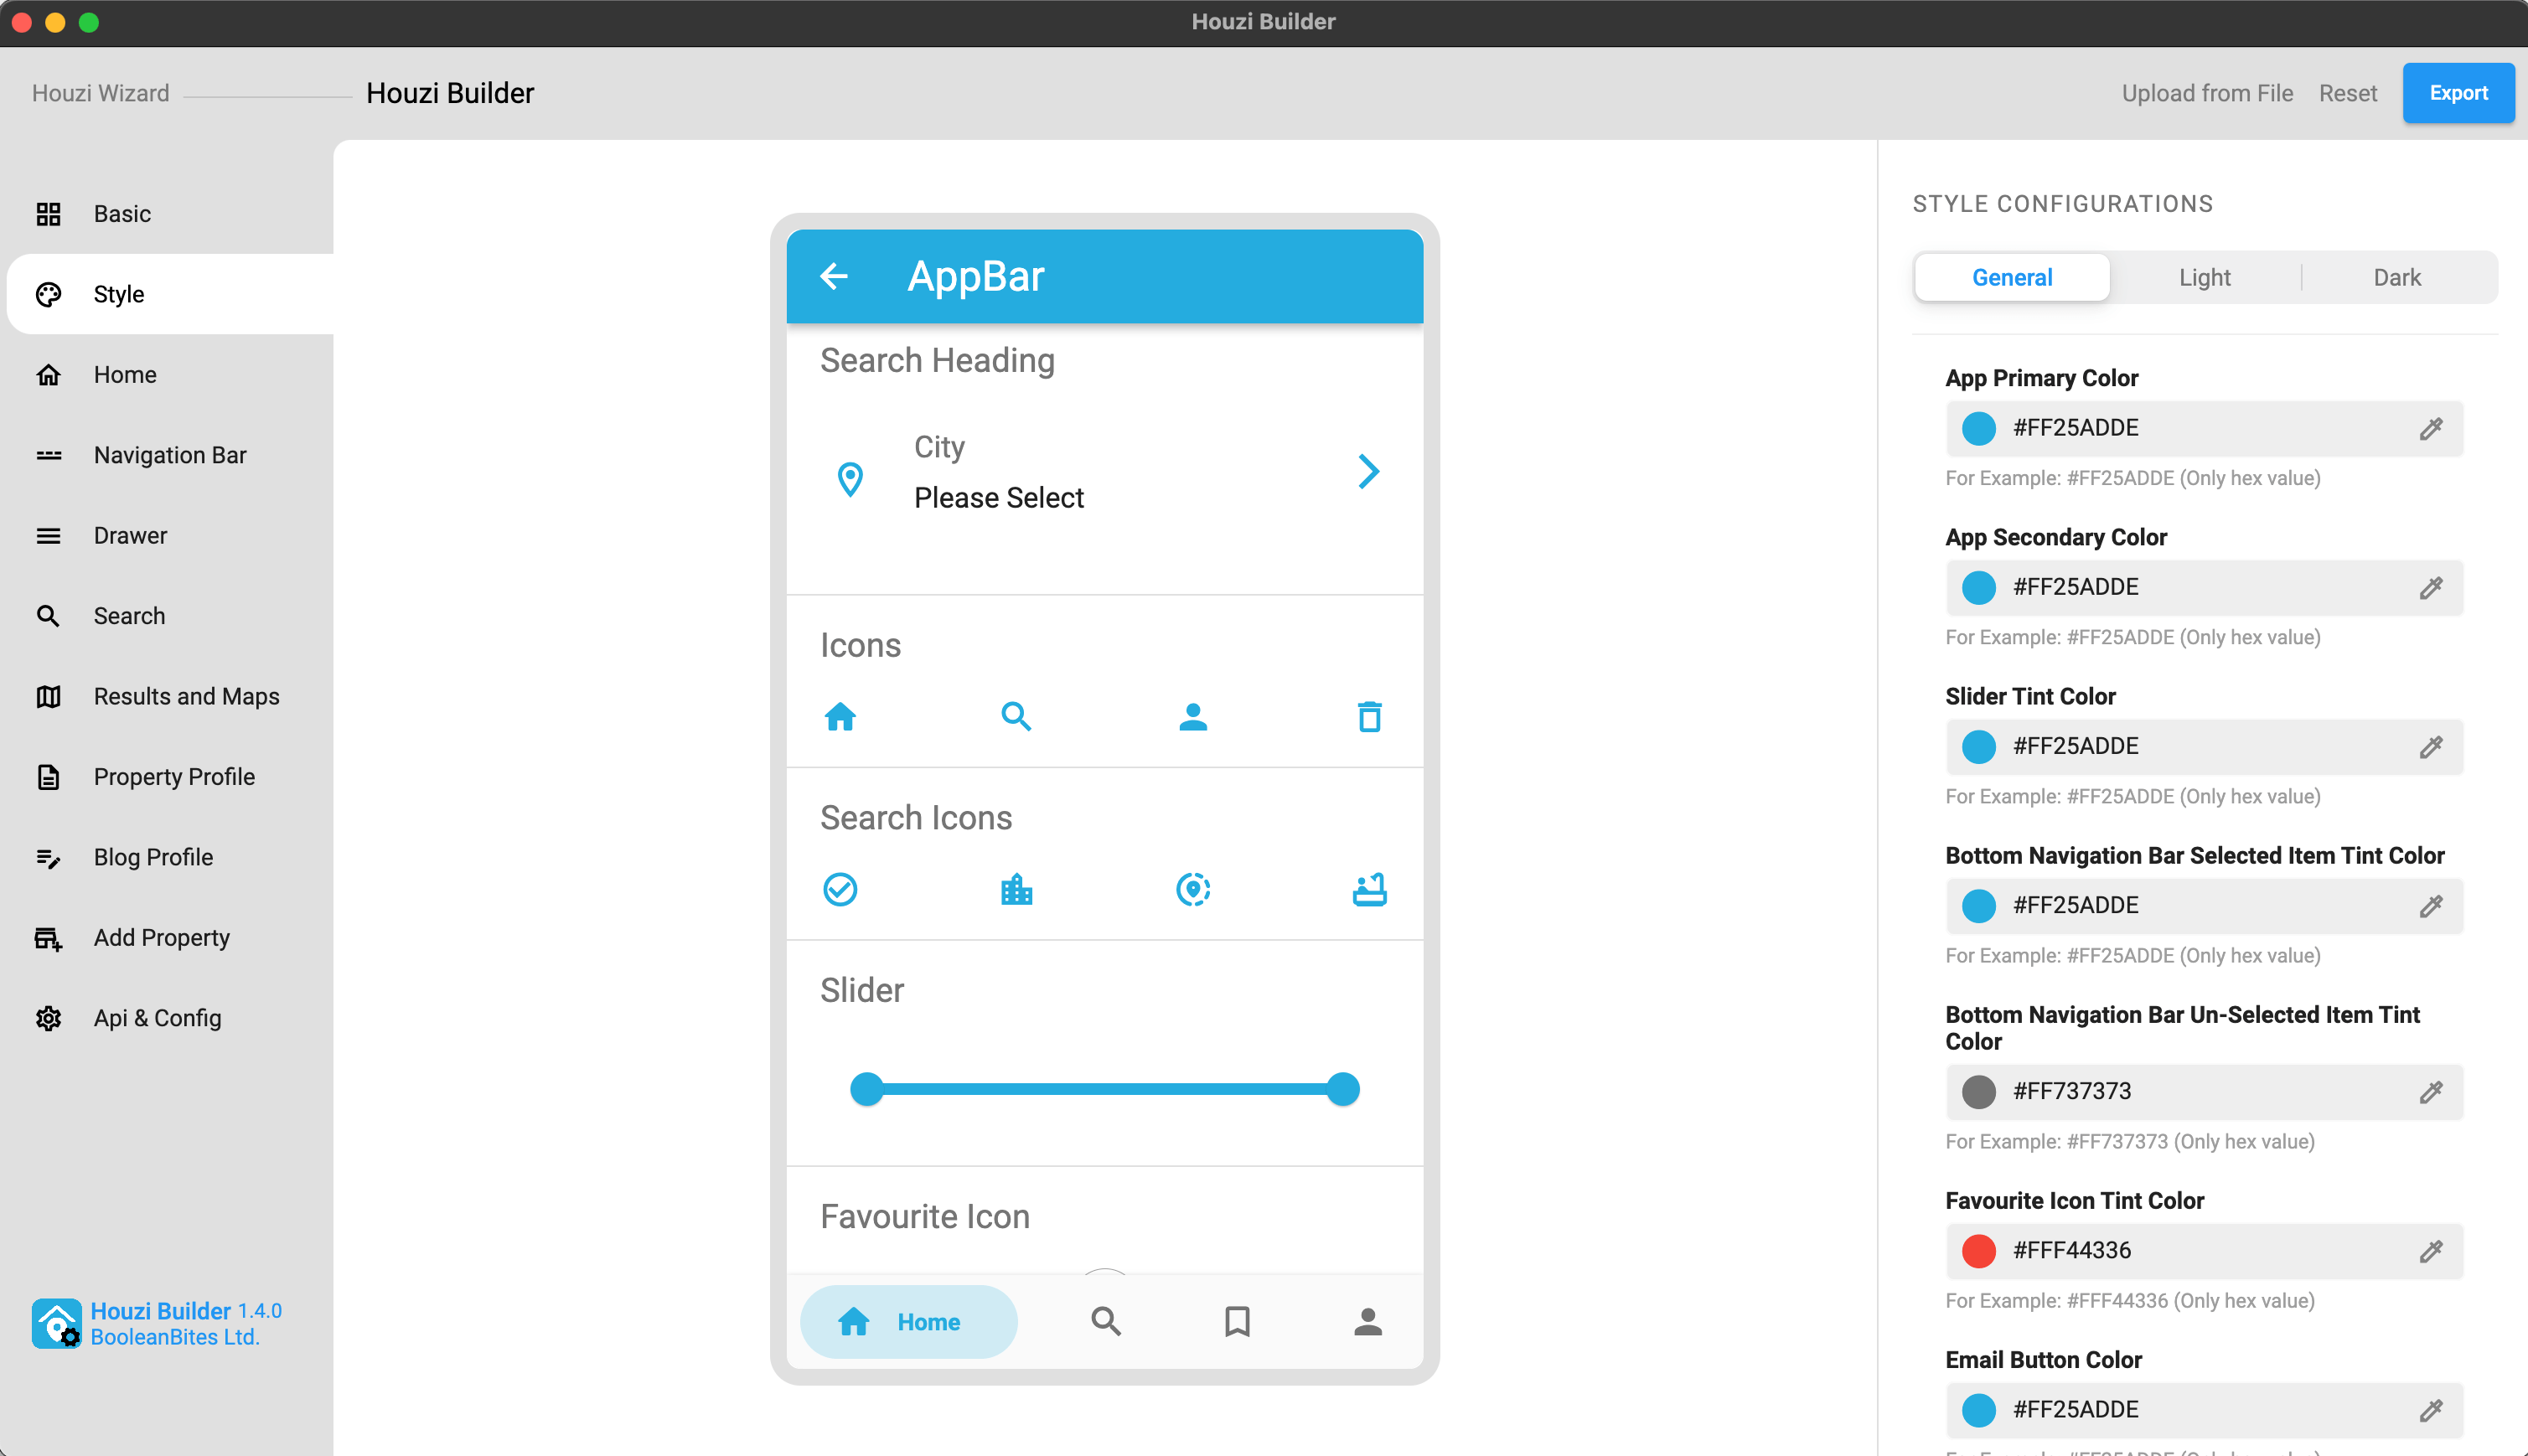 Houzi Builder
Houzi Wizard
Houzi Builder
Upload from File
Reset
Export
Basic
Style
Home
Navigation Bar
Drawer
Search
Results and Maps
Property Profile
Blog Profile
Add Property
Api & Config
Houzi Builder 1.4.0
BooleanBites Ltd.
AppBar
Search Heading
City
Please Select
Icons
Search Icons
Slider
Favourite Icon
Home
STYLE CONFIGURATIONS
General
Light
Dark
App Primary Color
#FF25ADDE
For Example: #FF25ADDE (Only hex value)
App Secondary Color
#FF25ADDE
For Example: #FF25ADDE (Only hex value)
Slider Tint Color
#FF25ADDE
For Example: #FF25ADDE (Only hex value)
Bottom Navigation Bar Selected Item Tint Color
#FF25ADDE
For Example: #FF25ADDE (Only hex value)
Bottom Navigation Bar Un-Selected Item Tint
Color
#FF737373
For Example: #FF737373 (Only hex value)
Favourite Icon Tint Color
#FFF44336
For Example: #FFF44336 (Only hex value)
Email Button Color
#FF25ADDE